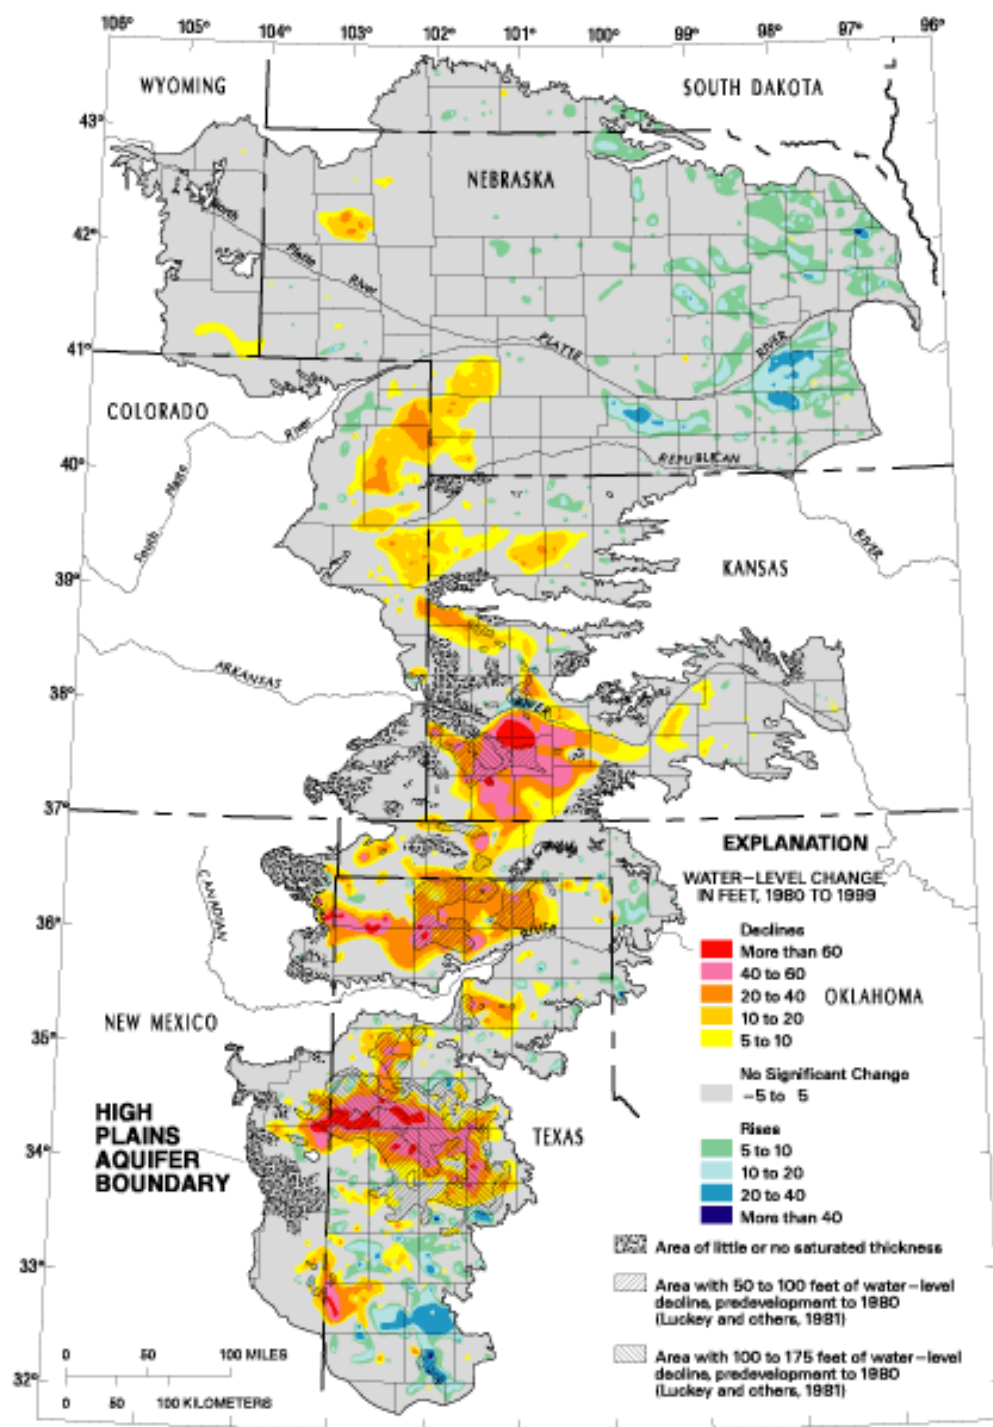 106° 105° 104° 103° 102° 101° 100° 99° 98° 97° 96°
WYOMING
SOUTH DAKOTA
43°
NEBRASKA
North
Platte
River
42°
41°
PLATTE
RIVER
COLORADO
River
Platte
South
REPUBLICAN
RIVER
40°
39°
KANSAS
ARKANSAS
RIVER
38°
37°
EXPLANATION
WATER-LEVEL CHANGE,
IN FEET, 1980 TO 1999
Declines
More than 60
40 to 60
20 to 40
10 to 20
5 to 10
No Significant Change
-5 to 5
Rises
5 to 10
10 to 20
20 to 40
More than 40
Area of little or no saturated thickness
Area with 50 to 100 feet of water-level
decline, predevelopment to 1980
(Luckey and others, 1981)
Area with 100 to 175 feet of water-level
decline, predevelopment to 1980
(Luckey and others, 1981)
OKLAHOMA
CANADIAN
RIVER
36°
NEW MEXICO
35°
HIGH
PLAINS
AQUIFER
BOUNDARY
TEXAS
34°
33°
32°
0 50 100 MILES
0 50 100 KILOMETERS